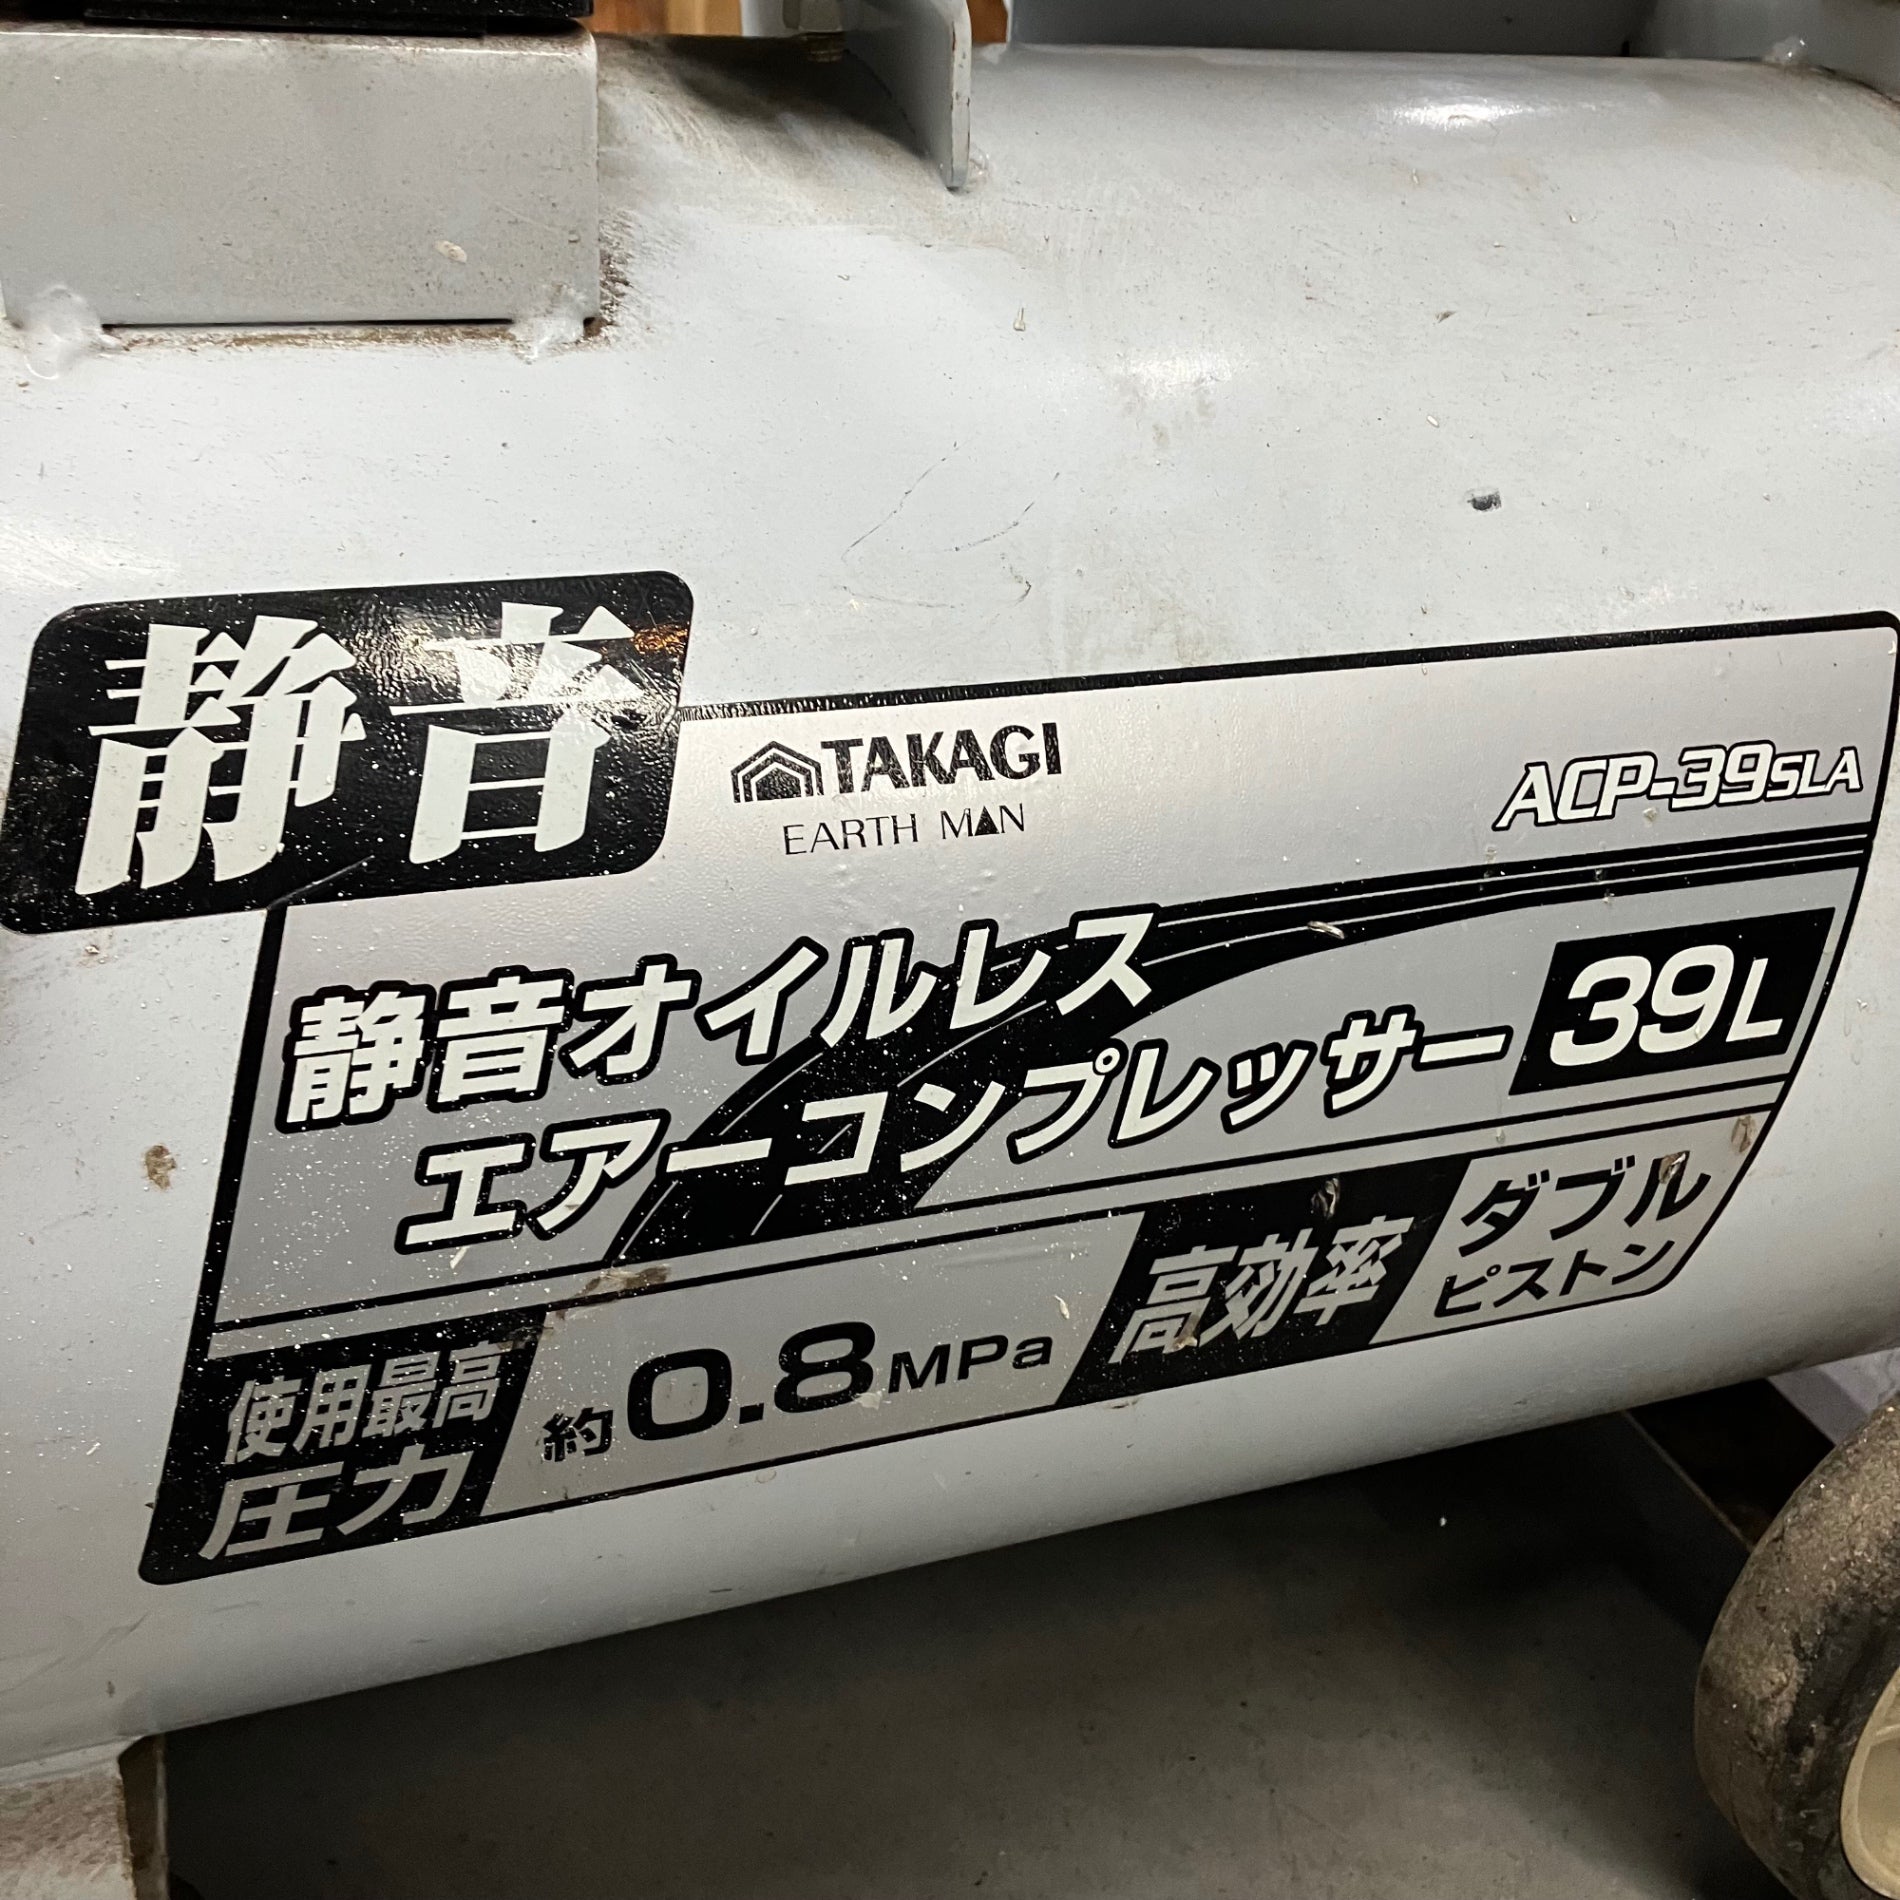 静音
TAKAGI
EARTH MAN
ACP-39SLA
静音オイルレス
エアーコンプレッサー
39L
使用最高
圧力
約0.8MPa
高効率
ダブル
ピストン